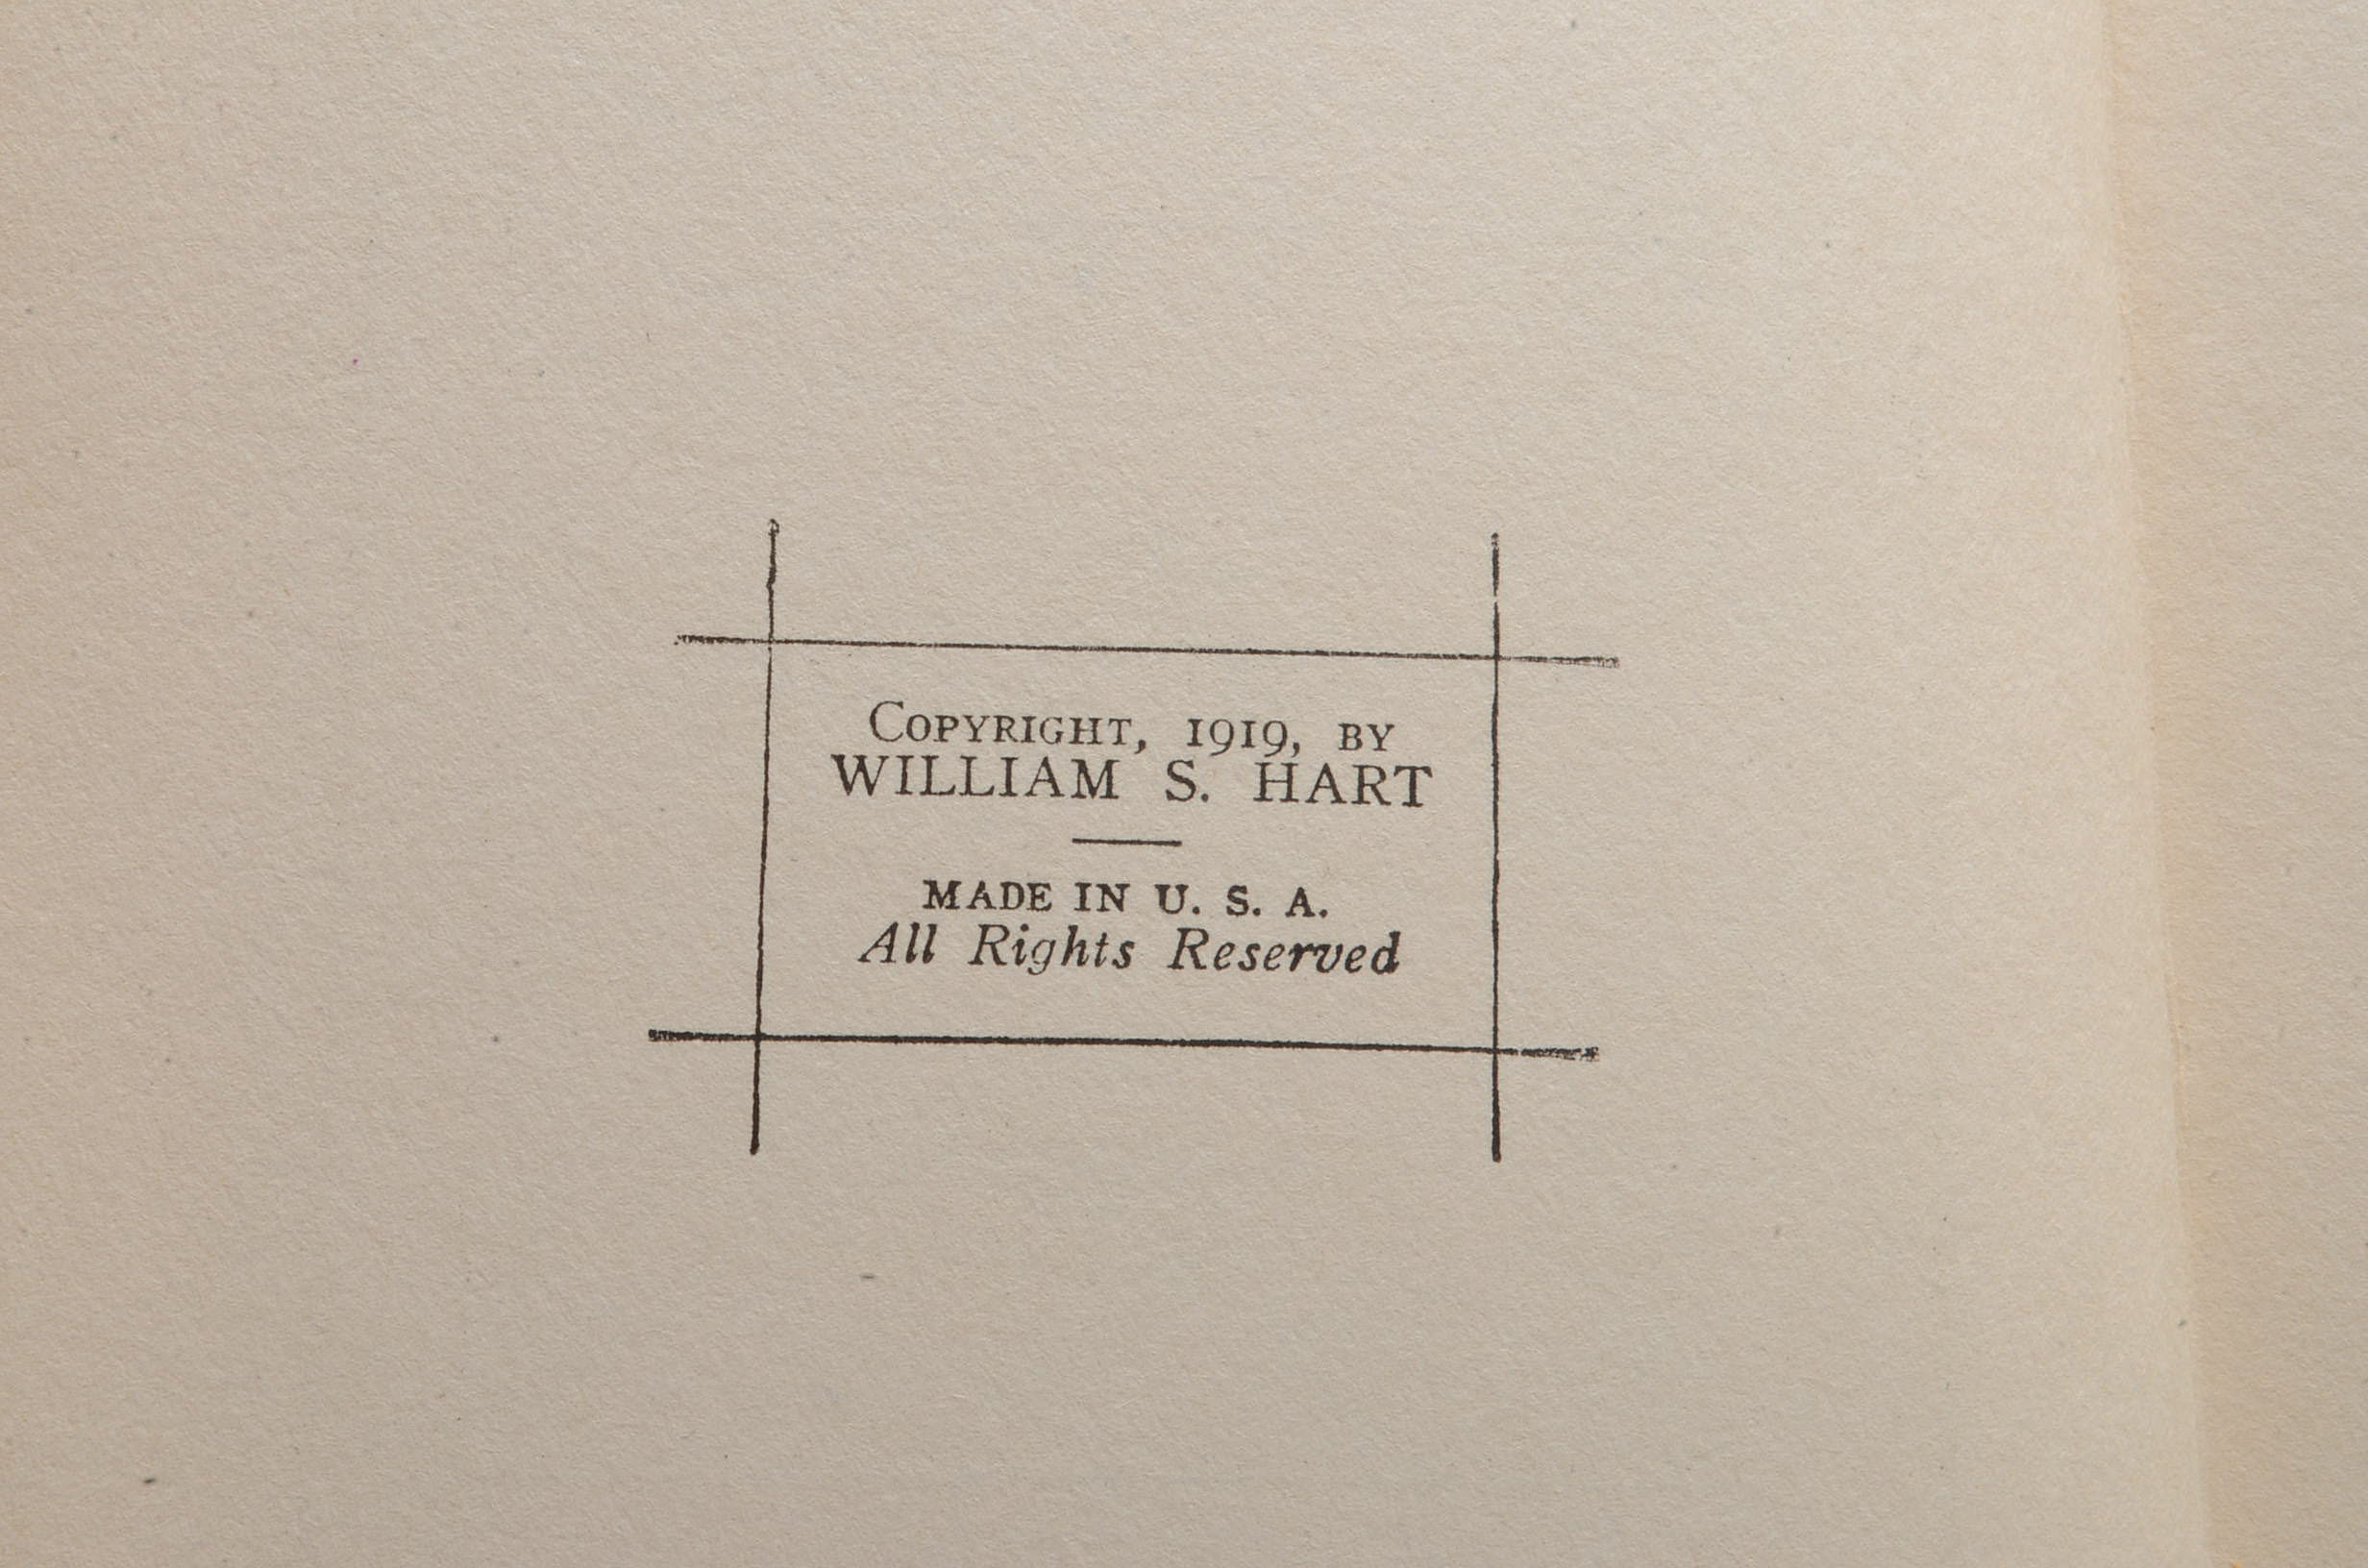 Copyright, 1919, by
WILLIAM S. HART
MADE IN U. S. A.
All Rights Reserved